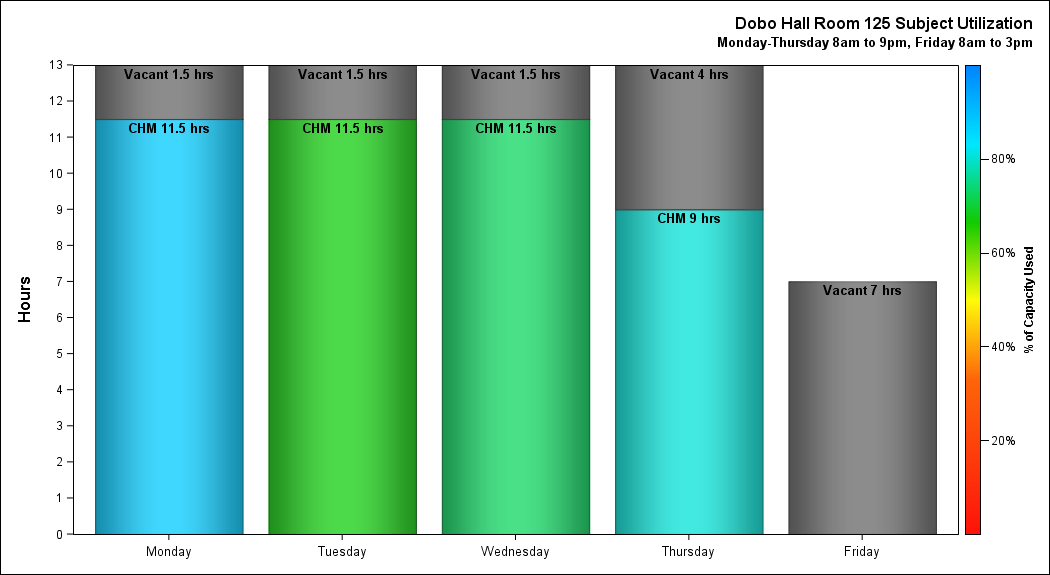 Dobo Hall Room 125 Subject Utilization
Monday-Thursday 8am to 9pm, Friday 8am to 3pm
Hours
13
12
11
10
9
8
7
6
5
4
3
2
1
0
Vacant 1.5 hrs
CHM 11.5 hrs
Vacant 1.5 hrs
CHM 11.5 hrs
Vacant 1.5 hrs
CHM 11.5 hrs
Vacant 4 hrs
CHM 9 hrs
Vacant 7 hrs
Monday
Tuesday
Wednesday
Thursday
Friday
80%
60%
40%
20%
% of Capacity Used